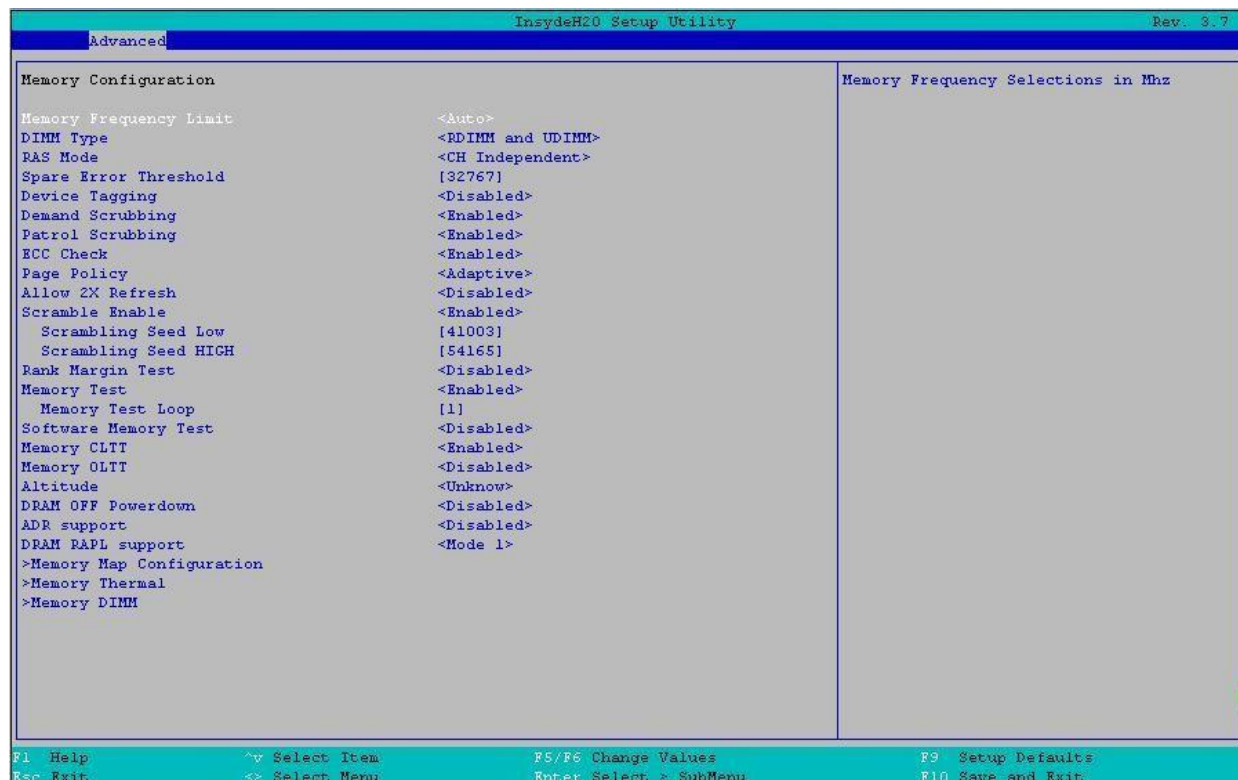 InsydeH20 Setup Utility Rev. 3.7
Advanced
Memory Configuration
Memory Frequency Selections in Mhz
Memory Frequency Limit <Auto>
DIMM Type <RDIMM and UDIMM>
RAS Mode <CH Independent>
Spare Error Threshold [32767]
Device Tagging <Disabled>
Demand Scrubbing <Enabled>
Patrol Scrubbing <Enabled>
ECC Check <Enabled>
Page Policy <Adaptive>
Allow 2X Refresh <Disabled>
Scramble Enable <Enabled>
Scrambling Seed Low [41003]
Scrambling Seed HIGH [54165]
Rank Margin Test <Disabled>
Memory Test <Enabled>
Memory Test Loop [1]
Software Memory Test <Disabled>
Memory CLTT <Enabled>
Memory OLTT <Disabled>
Altitude <Unknow>
DRAM OFF Powerdown <Disabled>
ADR support <Disabled>
DRAM RAPL support <Mode 1>
>Memory Map Configuration
>Memory Thermal
>Memory DIMM
F1 Help ^v Select Item F5/F6 Change Values F9 Setup Defaults
Esc Exit <> Select Menu Enter Select > SubMenu F10 Save and Exit